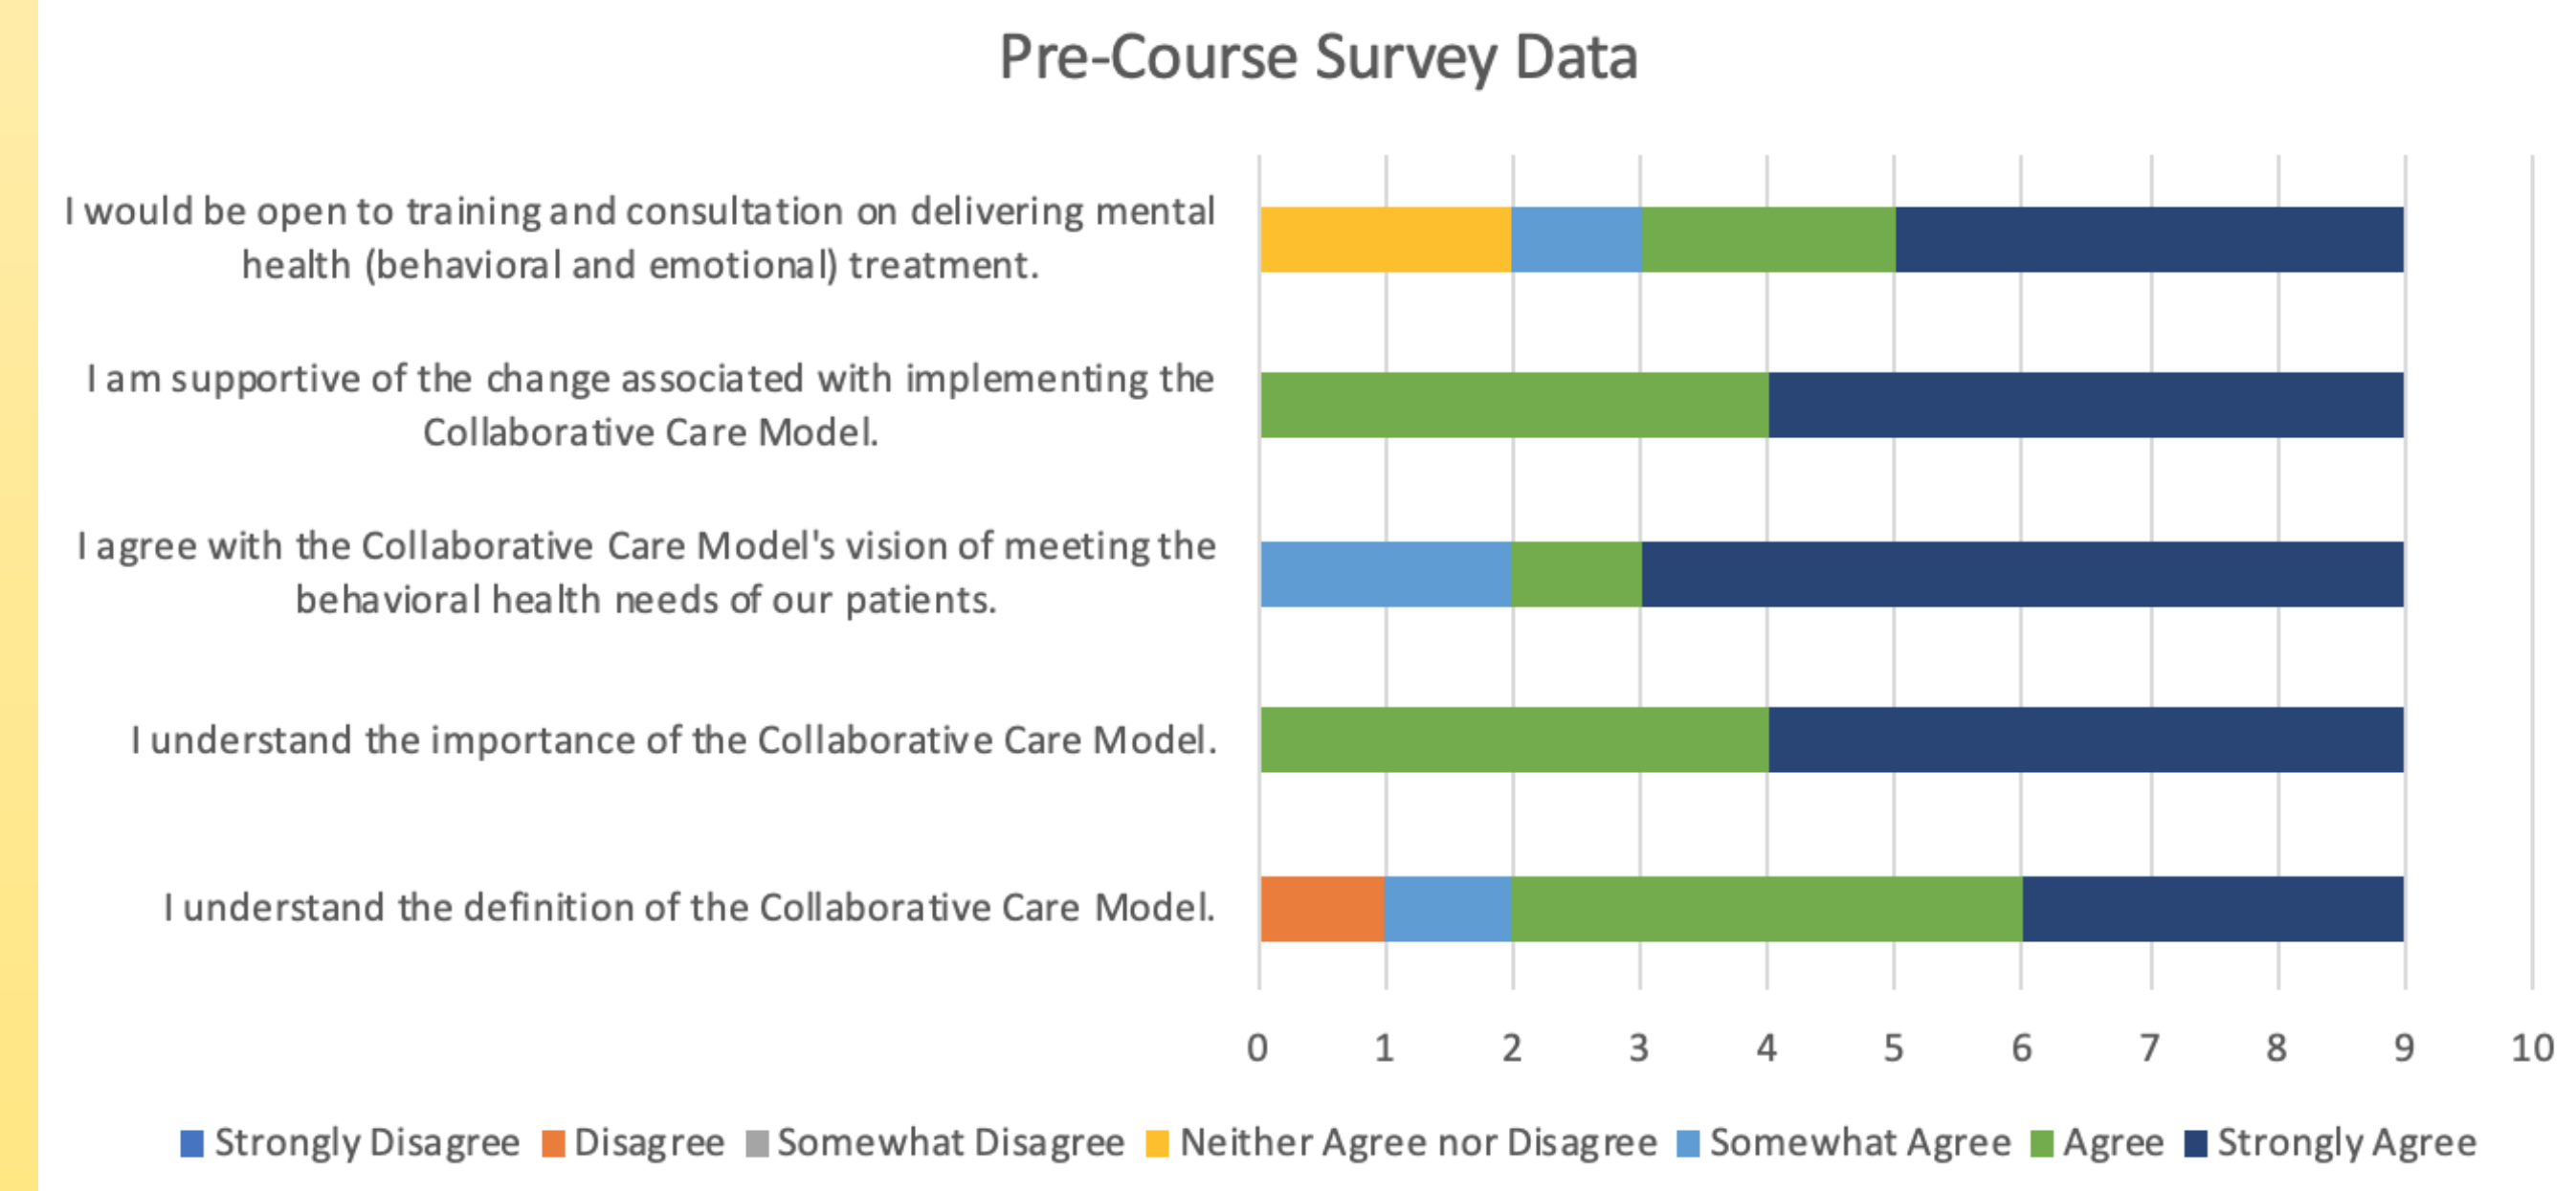 Pre-Course Survey Data
I would be open to training and consultation on delivering mental
health (behavioral and emotional) treatment.
I am supportive of the change associated with implementing the
Collaborative Care Model.
I agree with the Collaborative Care Model's vision of meeting the
behavioral health needs of our patients.
I understand the importance of the Collaborative Care Model.
I understand the definition of the Collaborative Care Model.
0 1 2 3 4 5 6 7 8 9 10
Strongly Disagree Disagree Somewhat Disagree Neither Agree nor Disagree Somewhat Agree Agree Strongly Agree